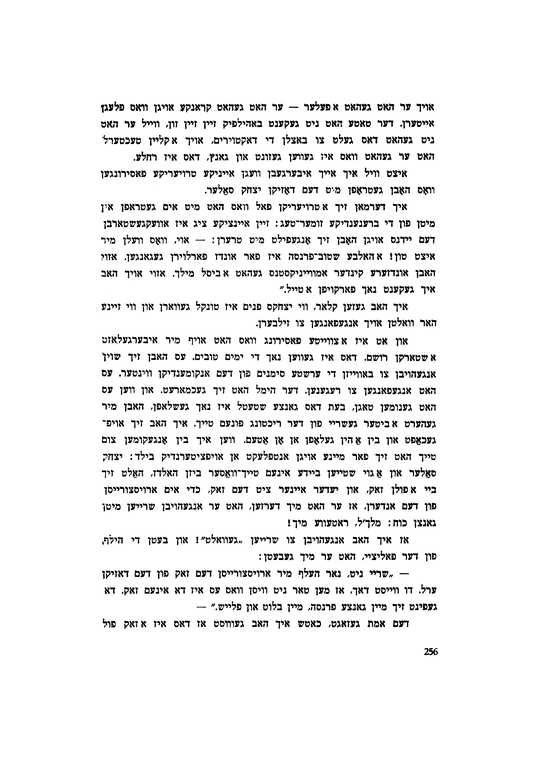 אויך ער האט געהאט א פעלער — ער האט געהאט קראנקע אויגן וואס פלעגן
אייטערן. דער טאטע האט ניט געקענט באהילפיק זיין זיין זון, ווייל ער האט
ניט געהאט דאס געלט צו באצלן די דאקטוירים, אויך א קליין טעכטערל
האט ער געהאט וואס איז געווען געזונט און גאנץ, דאס איז רחלע.
איצט וויל איך אייך איבערגעבן וועגן אייניקע טרויעריקע פאסירונגען
וואס האבן געטראפן מיט דעם דאזיקן יצחק סאלער.
איך דערמאן זיך א טרויעריקן פאל וואס האט מיט אים געטראפן אין
מיטן פון די ברענענדיקע זומער־טעג: זיין איינציקע ציג איז אוועקגעשטארבן
דעם יידנס אויגן האבן זיך אנגעפילט מיט טרערן: — אוי, וואס וועלן מיר
איצט טון! א האלבע שטוב־פרנסה איז פאר אונדז פארלוירן געגאנגען. אזוי
האבן אונדזערע קינדער אמווייניקסטנס געהאט א ביסל מילך. אזוי אויך האב
איך געקענט נאך פארקויפן א טייל."
איך האב געזען קלאר, ווי יצחקס פנים איז טונקל געווארן און ווי זיינע
האר וואלטן אויך אנגעפאנגען צו זילבערן.
און אט איז א צווייטע פאסירונג וואס האט אויף מיר איבערגעלאזט
א שטארקן רושם. דאס איז געווען נאך די ימים טובים. עס האבן זיך שוין
אנגעהויבן צו באווייזן די ערשטע סימנים פון דעם אנקומענדיקן ווינטער. עס
האט אנגעפאנגען צו רעגענען. דער הימל האט זיך געכמארעט. און ווען עס
האט גענומען טאגן, בעת דאס גאנצע שטעטל איז נאך געשלאפן, האבן מיר
געהערט א ביטער געשריי פון דער ריכטונג פונעם טייך. איך האב זיך אויפ־
געכאפט און בין אהין געלאפן אן אן אטעם. ווען איך בין אנגעקומען צום
טייך האט זיך פאר מיינע אויגן אנטפלעקט אן אויפציטערנדיק בילד: יצחק
סאלער און א גוי שטייען ביידע אינעם טייך־וואסער ביזן האלדז, האלט זיך
ביי א פולן זאק, און יעדער איינער ציט דעם זאק, כדי אים ארויסצורייסן
פון דעם אנדערן. אז ער האט מיך דערזען, האט ער אנגעהויבן שרייען מיטן
גאנצן כוח: מלך'ל, ראטעווע מיך!
אז איך האב אנגעהויבן צו שרייען „געוואלט"! און בעטן די הילף,
פון דער פאליציי, האט ער מיך געבעטן:
— „שריי ניט, נאר העלף מיר ארויסצורייסן דעם זאק פון דעם דאזיקן
ערל. דו ווייסט דאך, אז מען טאר ניט וויסן וואס עס איז דא אינעם זאק. דא
געפינט זיך מיין גאנצע פרנסה, מיין בלוט און פלייש." —
דעם אמת געזאגט, כאטש איך האב געוווסט אז דאס איז א זאק פול
256